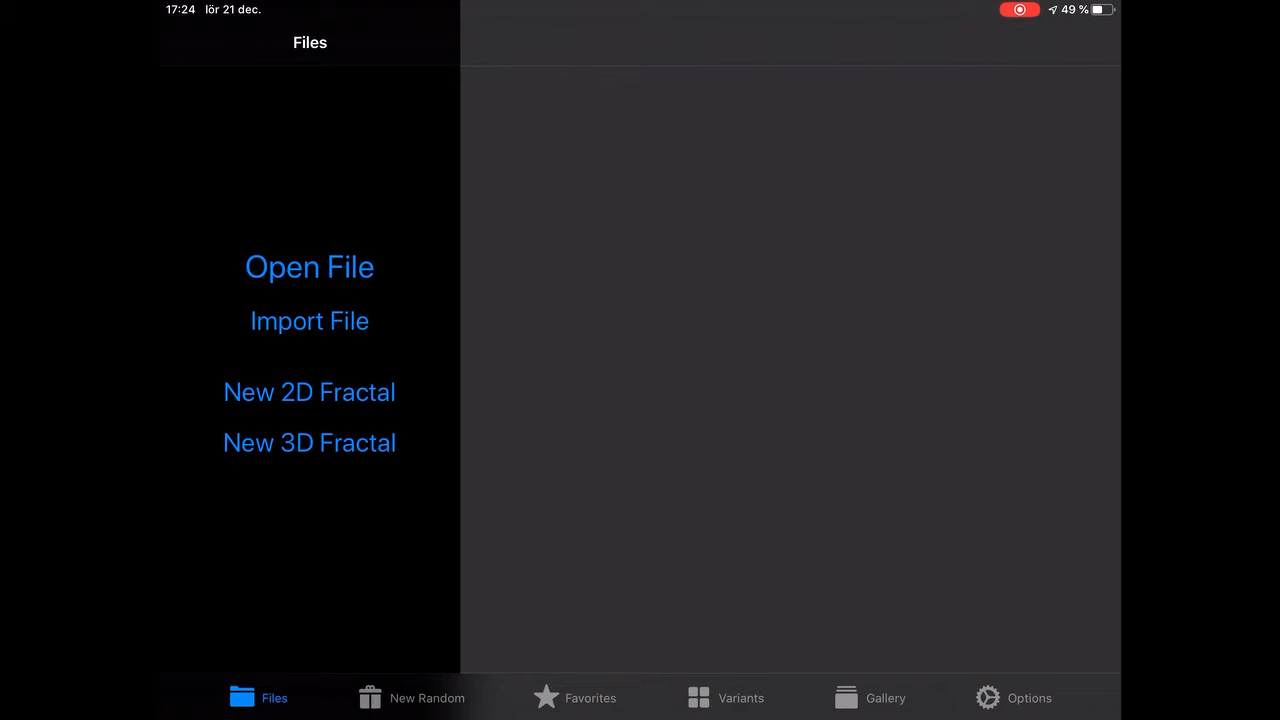 17:24 lör 21 dec.
49 %
Files
Open File
Import File
New 2D Fractal
New 3D Fractal
Files New Random Favorites Variants Gallery Options